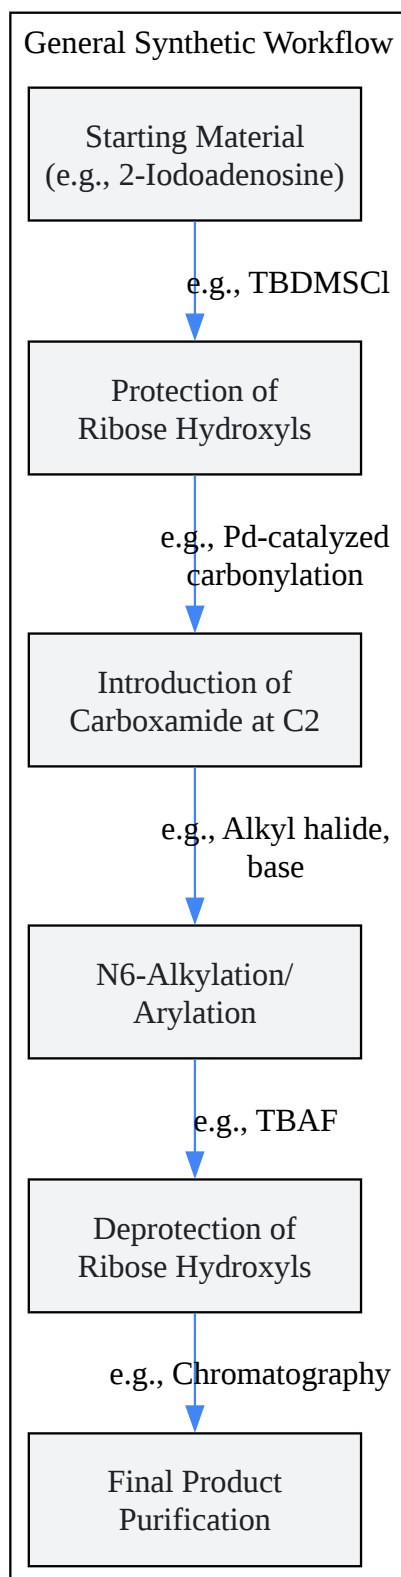 General Synthetic Workflow
Starting Material
(e.g., 2-Iodoadenosine)
e.g., TBDMSCl
Protection of
Ribose Hydroxyls
e.g., Pd-catalyzed
carbonylation
Introduction of
Carboxamide at C2
e.g., Alkyl halide,
base
N6-Alkylation/
Arylation
e.g., TBAF
Deprotection of
Ribose Hydroxyls
e.g., Chromatography
Final Product
Purification